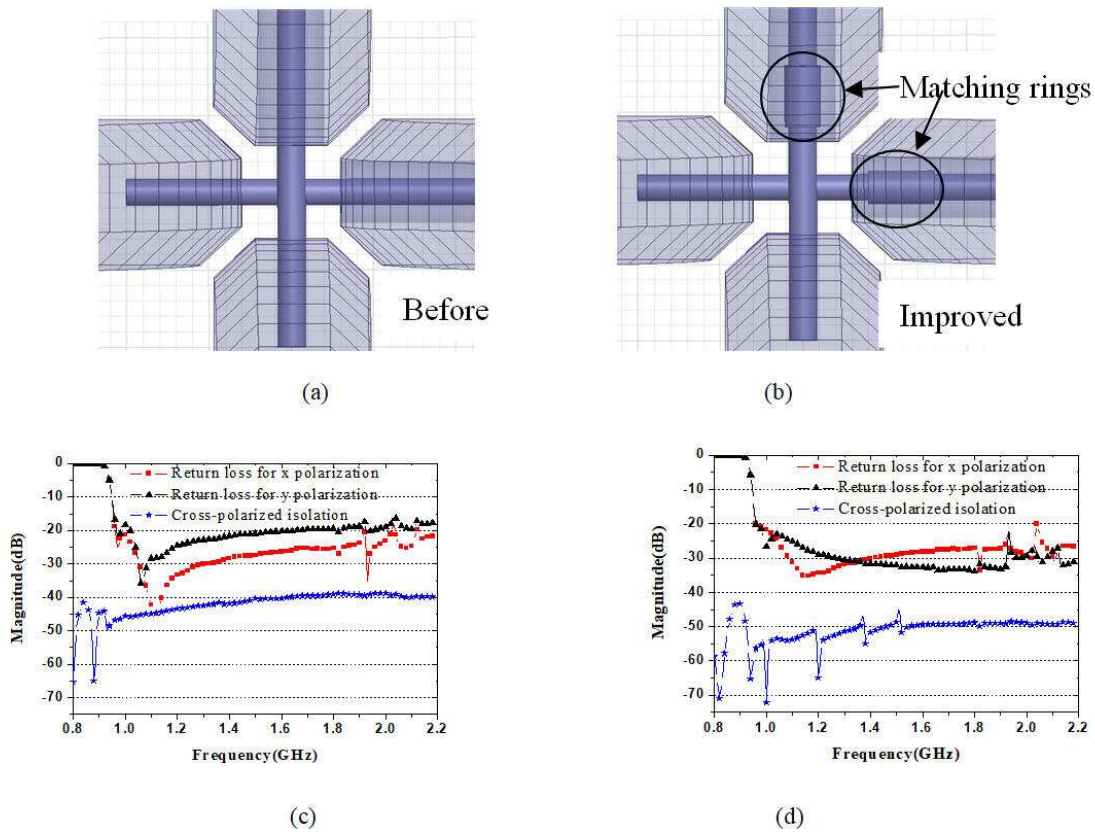 Before
Matching rings
Improved
(a)
(b)
Return loss for x polarization
Return loss for y polarization
Cross-polarized isolation
Magnitude(dB)
0
-10
-20
-30
-40
-50
-60
-70
0.8 1.0 1.2 1.4 1.6 1.8 2.0 2.2
Frequency(GHz)
(c)
Return loss for x polarization
Return loss for y polarization
Cross-polarized isolation
Magnitude(dB)
0
-10
-20
-30
-40
-50
-60
-70
0.8 1.0 1.2 1.4 1.6 1.8 2.0 2.2
Frequency(GHz)
(d)